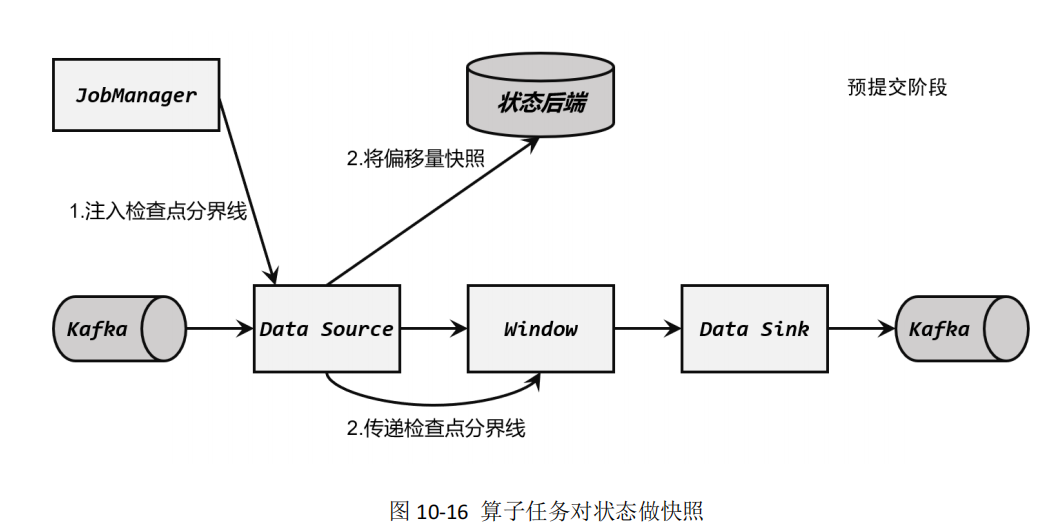 JobManager
状态后端
预提交阶段
2.将偏移量快照
1.注入检查点分界线
Kafka
Data Source
Window
Data Sink
Kafka
2.传递检查点分界线
图 10-16 算子任务对状态做快照